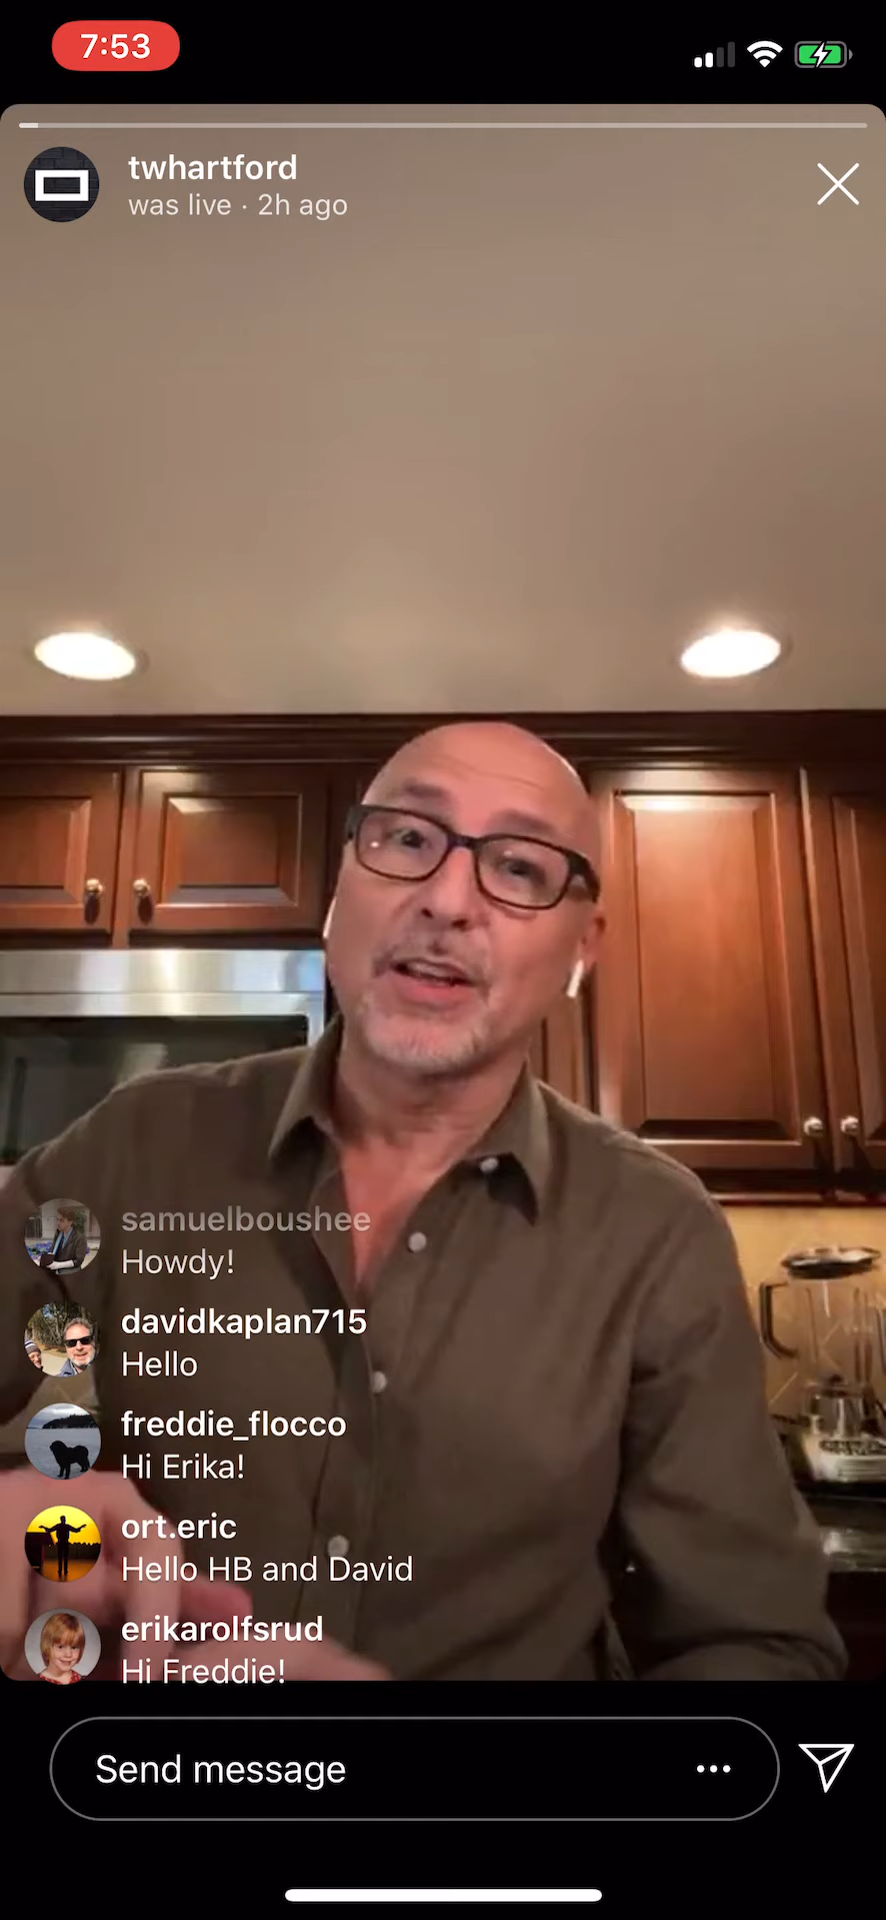 7:53
twhartford
was live · 2h ago
samuelboushee
Howdy!
davidkaplan715
Hello
freddie_flocco
Hi Erika!
ort.eric
Hello HB and David
erikarolfsrud
Hi Freddie!
Send message